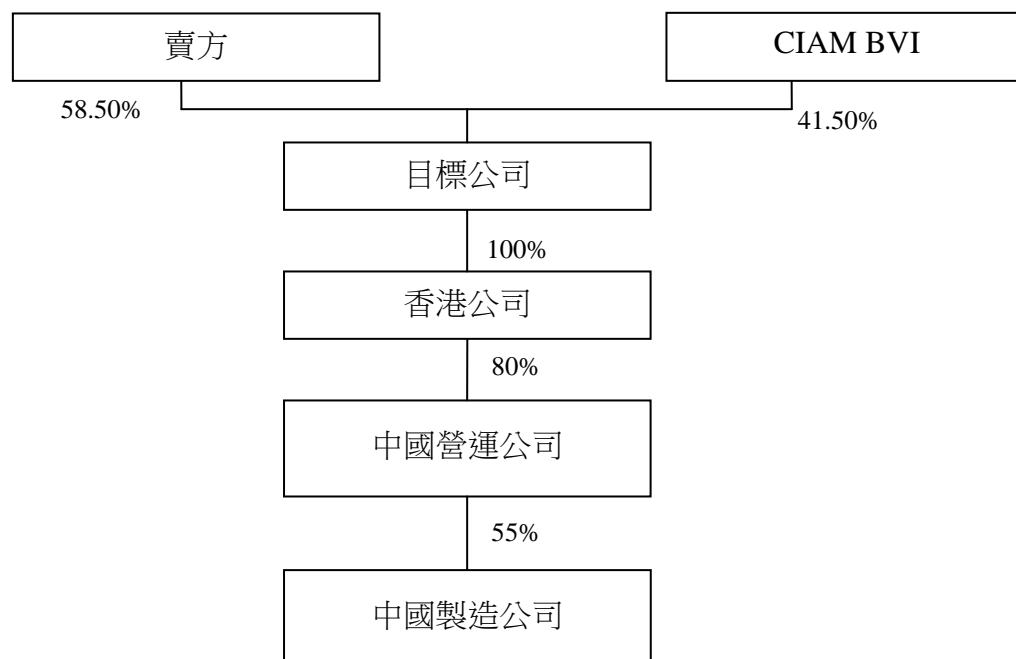 賣方
CIAM BVI
58.50%
41.50%
目標公司
100%
香港公司
80%
中國營運公司
55%
中國製造公司